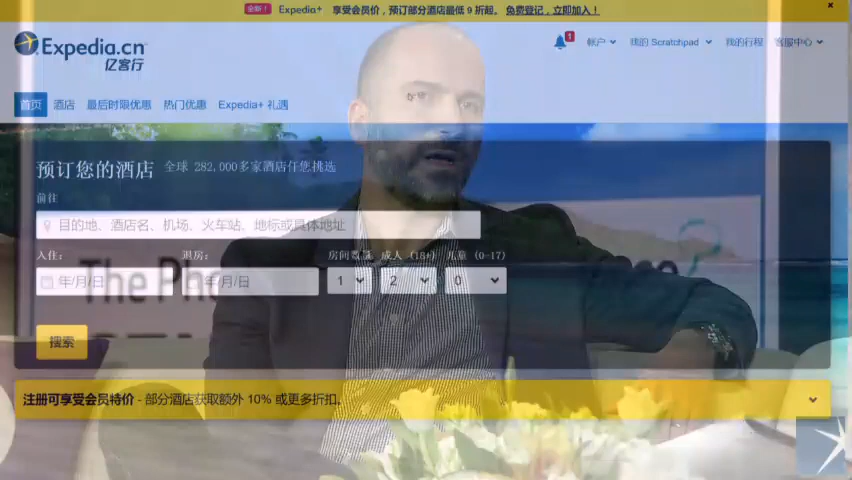 全新！ Expedia+ 享受会员价，预订部分酒店最低 9 折起。 免费登记，立即加入！
Expedia.cn
亿客行
1 帐户 我的 Scratchpad 我的行程 客服中心
首页 酒店 最后时限优惠 热门优惠 Expedia+ 礼遇
预订您的酒店 全球 282,000多家酒店任您挑选
前往
目的地、酒店名、机场、火车站、地标或具体地址
入住： 退房： 房间数量 成人 (18+) 儿童 (0-17)
年/月/日 年/月/日 1 2 0
The Pho
搜索
注册可享受会员特价 - 部分酒店获取额外 10% 或更多折扣。